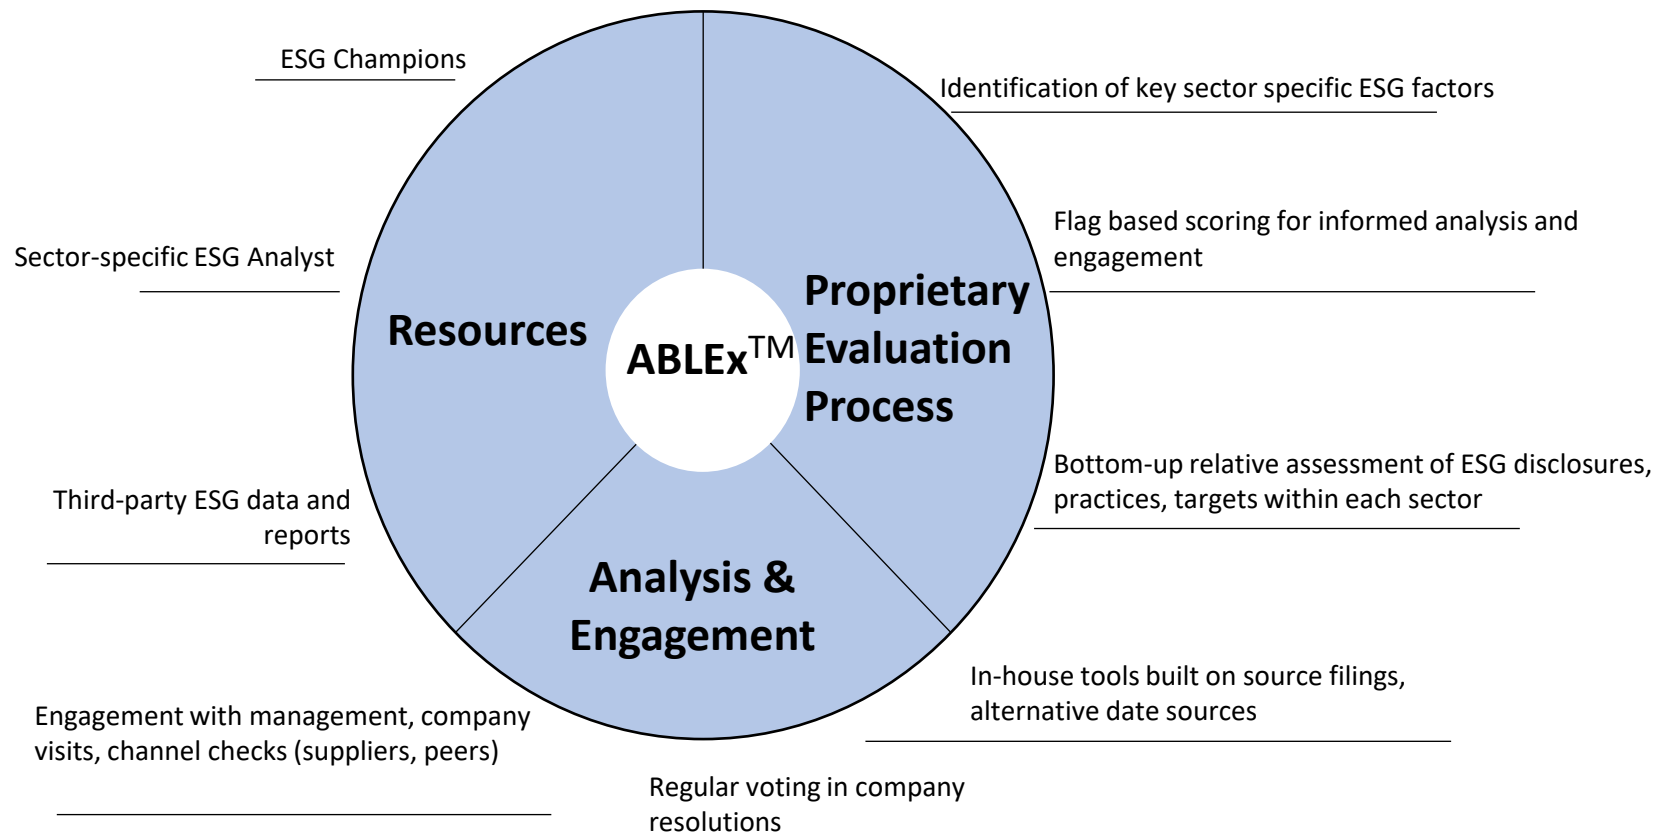 ESG Champions
Identification of key sector specific ESG factors
Flag based scoring for informed analysis and
engagement
Sector-specific ESG Analyst
Resources
ABLEx™
Proprietary
Evaluation
Process
Bottom-up relative assessment of ESG disclosures,
practices, targets within each sector
Third-party ESG data and
reports
Analysis &
Engagement
In-house tools built on source filings,
alternative date sources
Engagement with management, company
visits, channel checks (suppliers, peers)
Regular voting in company
resolutions